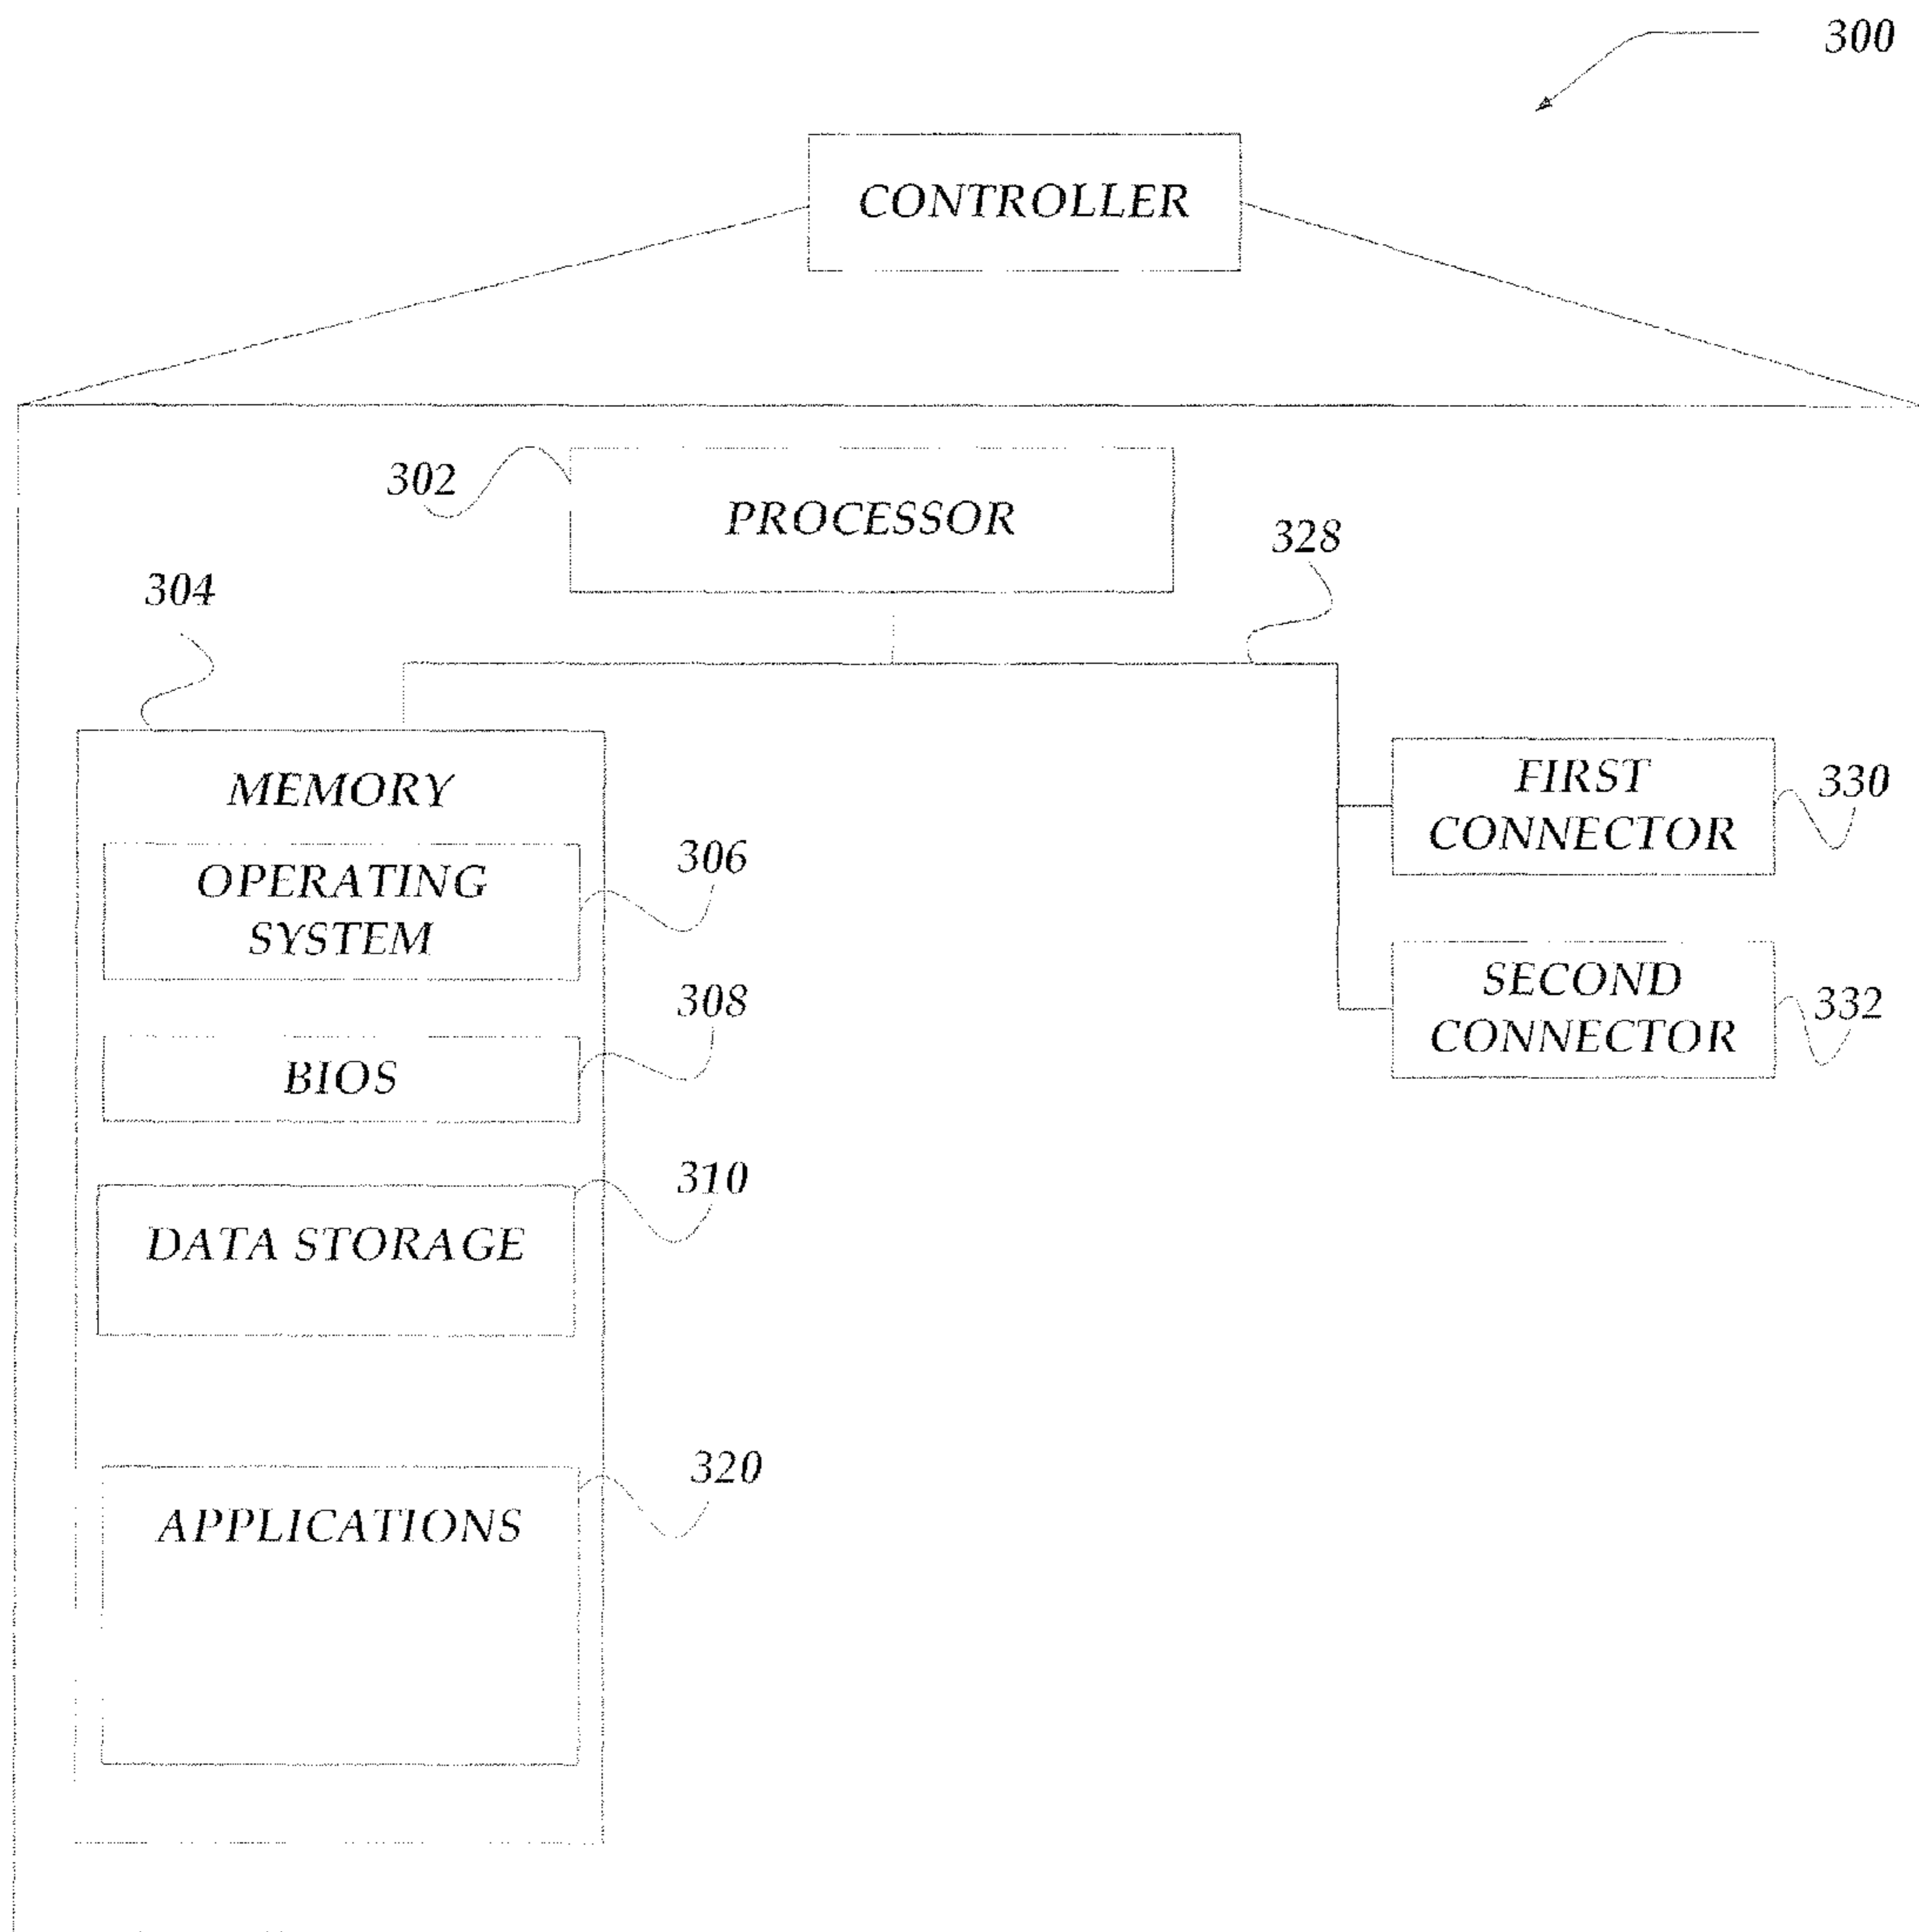 300
CONTROLLER
302
PROCESSOR
328
304
MEMORY
FIRST
CONNECTOR
330
OPERATING
SYSTEM
306
SECOND
CONNECTOR
332
308
BIOS
310
DATA STORAGE
320
APPLICATIONS